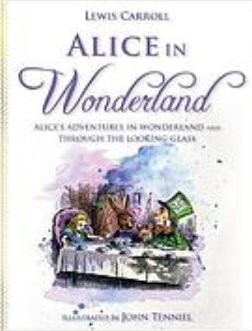 LEWIS CARROLL
ALICE IN
Wonderland
ALICE'S ADVENTURES IN WONDERLAND AND
THROUGH THE LOOKING GLASS
ILLUSTRATED BY JOHN TENNIEL